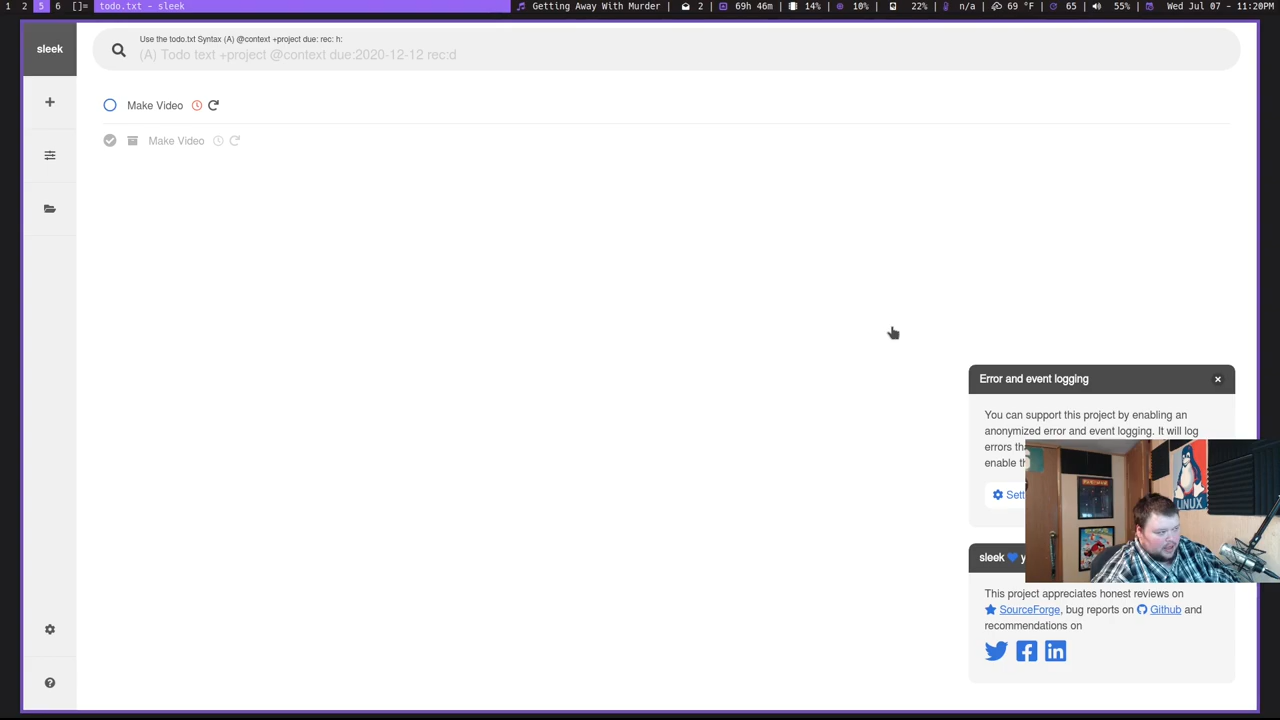 1 2 5 6 []= todo.txt - sleek Getting Away With Murder | 2 | 69h 46m | 14% | 10% | 22% | n/a | 69 °F | 65 | 55% | Wed Jul 07 – 11:20PM
sleek
Use the todo.txt Syntax (A) @context +project due: rec: h:
(A) Todo text +project @context due:2020-12-12 rec:d
Make Video
Make Video
Error and event logging
You can support this project by enabling an
anonymized error and event logging. It will log
errors
enable
LINUX
sleek
This project appreciates honest reviews on
SourceForge, bug reports on Github and
recommendations on